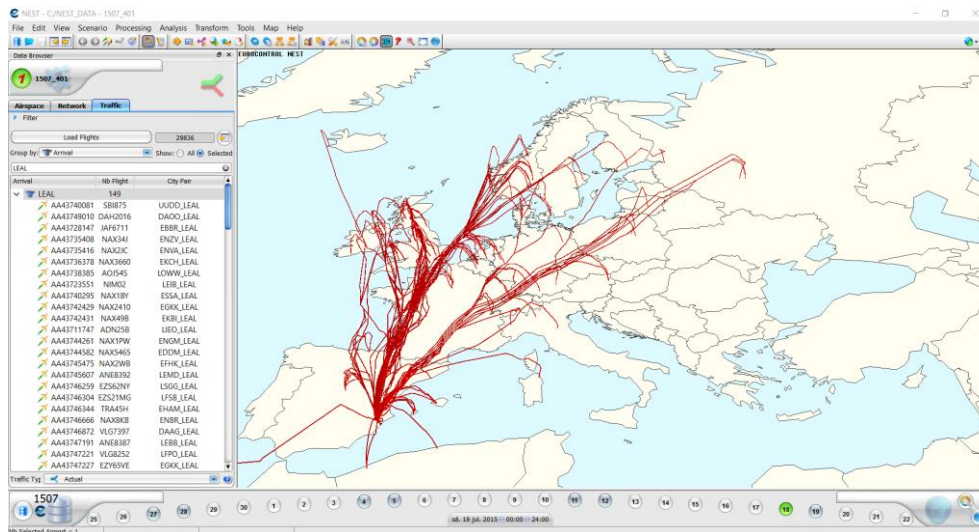 NEST - C:/NEST_DATA - 1507_401
File Edit View Scenario Processing Analysis Transform Tools Map Help
Data Browser
EUROCONTROL NEST
1507_401
Airspace Network Traffic
Filter
Load Flights 29836
Group by: Arrival Show: All Selected
LEAL
Arrival Nb Flight City Pair
LEAL 149
AA43740081 SBI875 UUDD_LEAL
AA43749010 DAH2016 DAOO_LEAL
AA43728147 JAF6711 EBBR_LEAL
AA43735408 NAX34J ENZV_LEAL
AA43735416 NAX2JC ENVA_LEAL
AA43736378 NAX3660 EKCH_LEAL
AA43738385 AOJ54S LOWW_LEAL
AA43723551 NIM02 LEIB_LEAL
AA43740295 NAX1BY ESSA_LEAL
AA43742429 NAX2410 EGKK_LEAL
AA43742431 NAX49B EKBI_LEAL
AA43711747 ADN25B LIEO_LEAL
AA43744261 NAX1PW ENGM_LEAL
AA43744582 NAX5465 EDDM_LEAL
AA43745475 NAX2WB EFHK_LEAL
AA43745607 ANE8392 LEMD_LEAL
AA43746259 EZS62NY LSGG_LEAL
AA43746304 EZS21MG LFSB_LEAL
AA43746344 TRA45H EHAM_LEAL
AA43746666 NAX8KB ENBR_LEAL
AA43746872 VLG7397 DAAG_LEAL
AA43747191 ANE8387 LEBB_LEAL
AA43747221 VLG8252 LFPO_LEAL
AA43747227 EZY65VE EGKK_LEAL
Traffic Typ Actual
1507
25 26 27 28 29 30 1 2 3 4 5 6 7 8 9 10 11 12 13 14 15 16 17 18 19 20 21 22
sá. 18 jul. 2015 00:00 24:00
Nb Selected Airport = 1